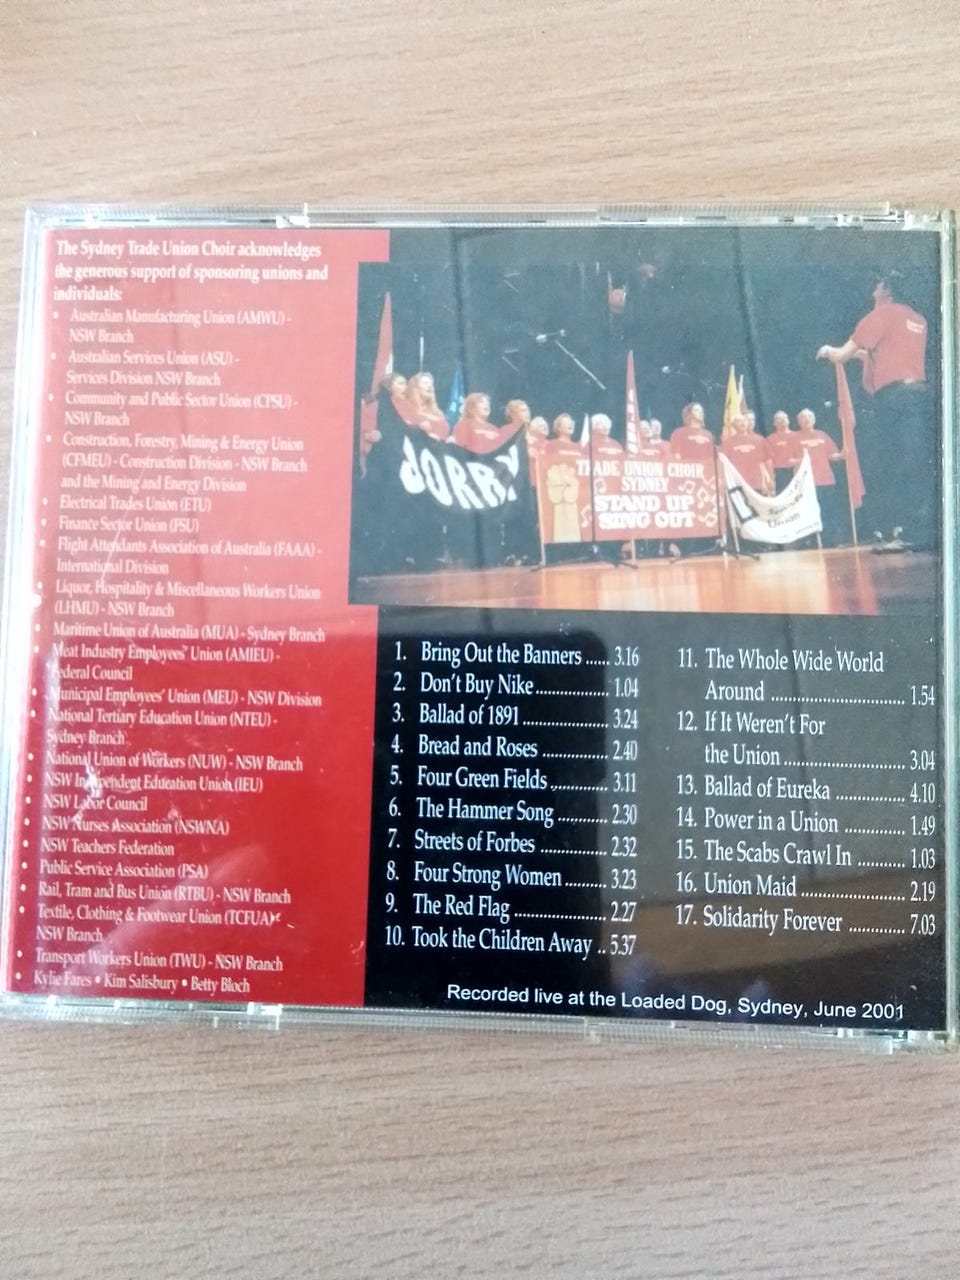 The Sydney Trade Union Choir acknowledges
the generous support of sponsoring unions and
individuals:
• Australian Manufacturing Union (AMWU) -
NSW Branch
• Australian Services Union (ASU) -
Services Division NSW Branch
• Community and Public Sector Union (CPSU) -
NSW Branch
• Construction, Forestry, Mining & Energy Union
(CFMEU) - Construction Division - NSW Branch
and the Mining and Energy Division
• Electrical Trades Union (ETU)
• Finance Sector Union (FSU)
• Flight Attendants Association of Australia (FAAA) -
International Division
• Liquor, Hospitality & Miscellaneous Workers Union
(LHMU) - NSW Branch
• Maritime Union of Australia (MUA) - Sydney Branch
• Meat Industry Employees' Union (AMIEU) -
Federal Council
• Municipal Employees' Union (MEU) - NSW Division
• National Tertiary Education Union (NTEU) -
Sydney Branch
• National Union of Workers (NUW) - NSW Branch
• NSW Independent Education Union (IEU)
• NSW Labor Council
• NSW Nurses Association (NSWNA)
• NSW Teachers Federation
• Public Service Association (PSA)
• Rail, Tram and Bus Union (RTBU) - NSW Branch
• Textile, Clothing & Footwear Union (TCFUA) -
NSW Branch
• Transport Workers Union (TWU) - NSW Branch
• Kylie Fares • Kim Salisbury • Betty Bloch
SORRY
TRADE UNION CHOIR
SYDNEY
STAND UP
SING OUT
Union
1. Bring Out the Banners ...... 3.16
2. Don't Buy Nike ................ 1.04
3. Ballad of 1891 ................... 3.24
4. Bread and Roses ............... 2.40
5. Four Green Fields .............. 3.11
6. The Hammer Song ............ 2.30
7. Streets of Forbes ............... 2.32
8. Four Strong Women .......... 3.23
9. The Red Flag .................... 2.27
10. Took the Children Away .. 5.37
11. The Whole Wide World
Around ............................ 1.54
12. If It Weren't For
the Union ......................... 3.04
13. Ballad of Eureka ............... 4.10
14. Power in a Union ............. 1.49
15. The Scabs Crawl In .......... 1.03
16. Union Maid ...................... 2.19
17. Solidarity Forever ............ 7.03
Recorded live at the Loaded Dog, Sydney, June 2001